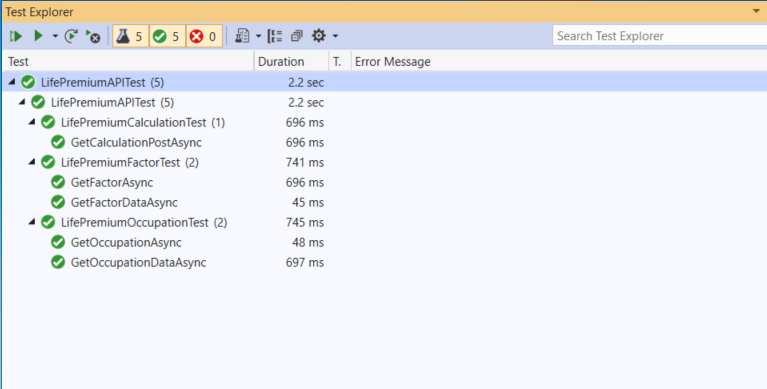 Test Explorer
5 5 0 Search Test Explorer
Test Duration T. Error Message
LifePremiumAPITest (5) 2.2 sec
LifePremiumAPITest (5) 2.2 sec
LifePremiumCalculationTest (1) 696 ms
GetCalculationPostAsync 696 ms
LifePremiumFactorTest (2) 741 ms
GetFactorAsync 696 ms
GetFactorDataAsync 45 ms
LifePremiumOccupationTest (2) 745 ms
GetOccupationAsync 48 ms
GetOccupationDataAsync 697 ms